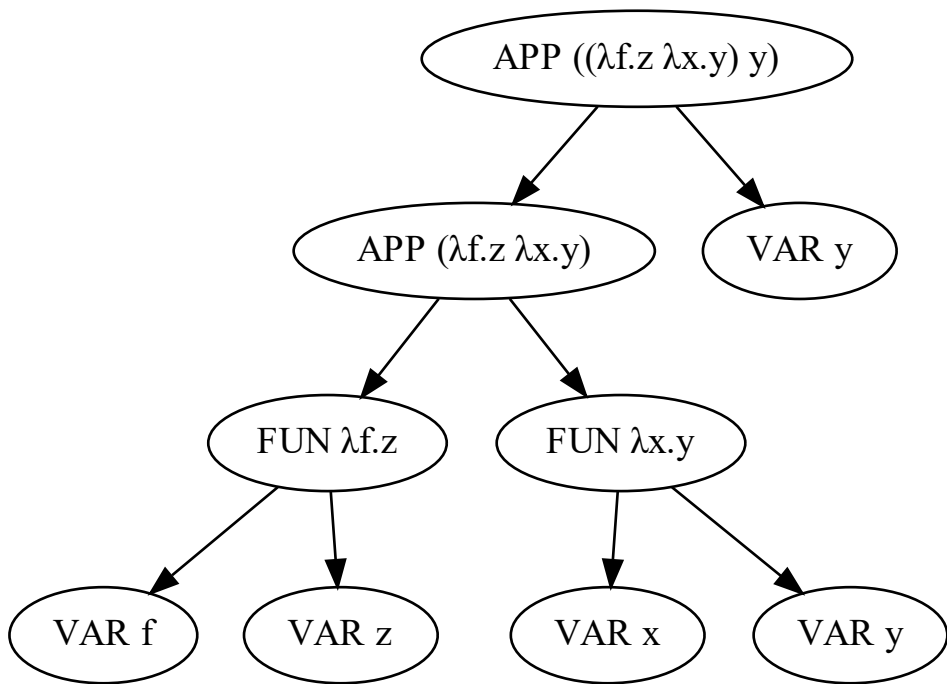 APP ((λf.z λx.y) y)
APP (λf.z λx.y)
VAR y
FUN λf.z
FUN λx.y
VAR f
VAR z
VAR x
VAR y